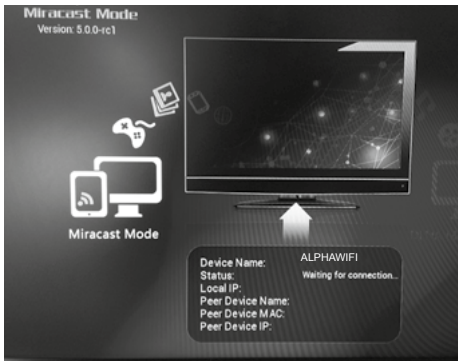 Miracast Mode
Version: 5.0.0-rc1
Miracast Mode
Device Name: ALPHAWIFI
Status: Waiting for connection...
Local IP:
Peer Device Name:
Peer Device MAC:
Peer Device IP: